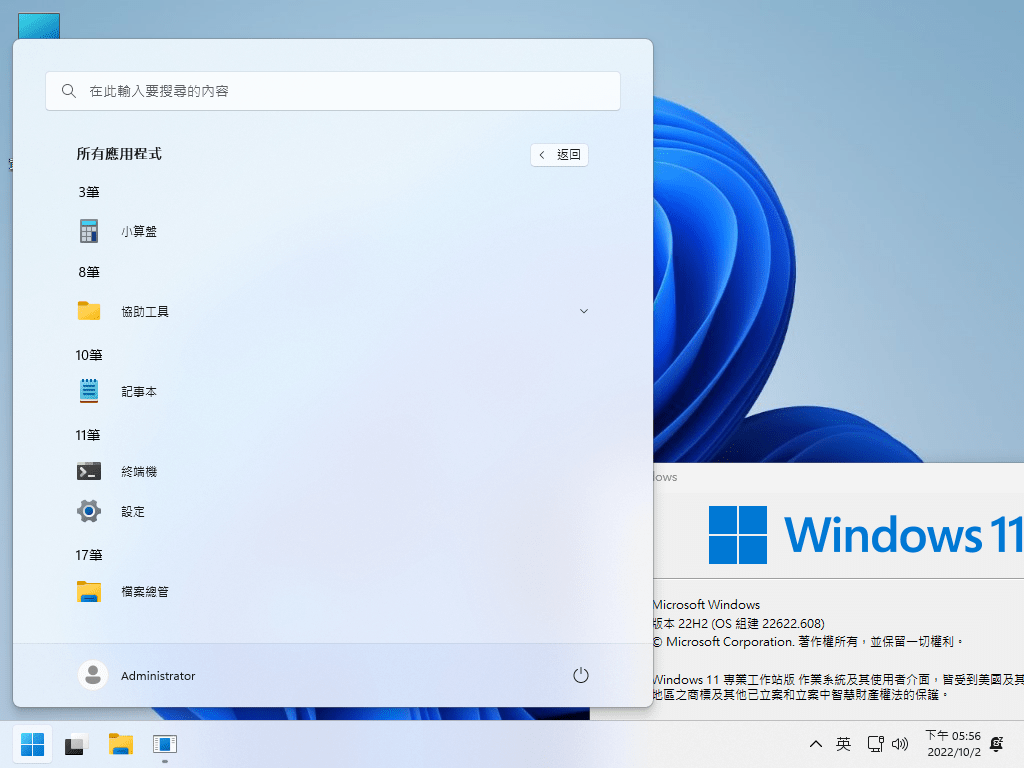 在此輸入要搜尋的內容
所有應用程式
返回
3筆
小算盤
8筆
協助工具
10筆
記事本
11筆
終端機
設定
17筆
檔案總管
Administrator
Windows 11
Microsoft Windows
版本 22H2 (OS 組建 22622.608)
© Microsoft Corporation. 著作權所有，並保留一切權利。
Windows 11 專業工作站版 作業系統及其使用者介面，皆受到美國及其
地區之商標及其他已立案和立案中智慧財產權法的保護。
英
下午 05:56
2022/10/2